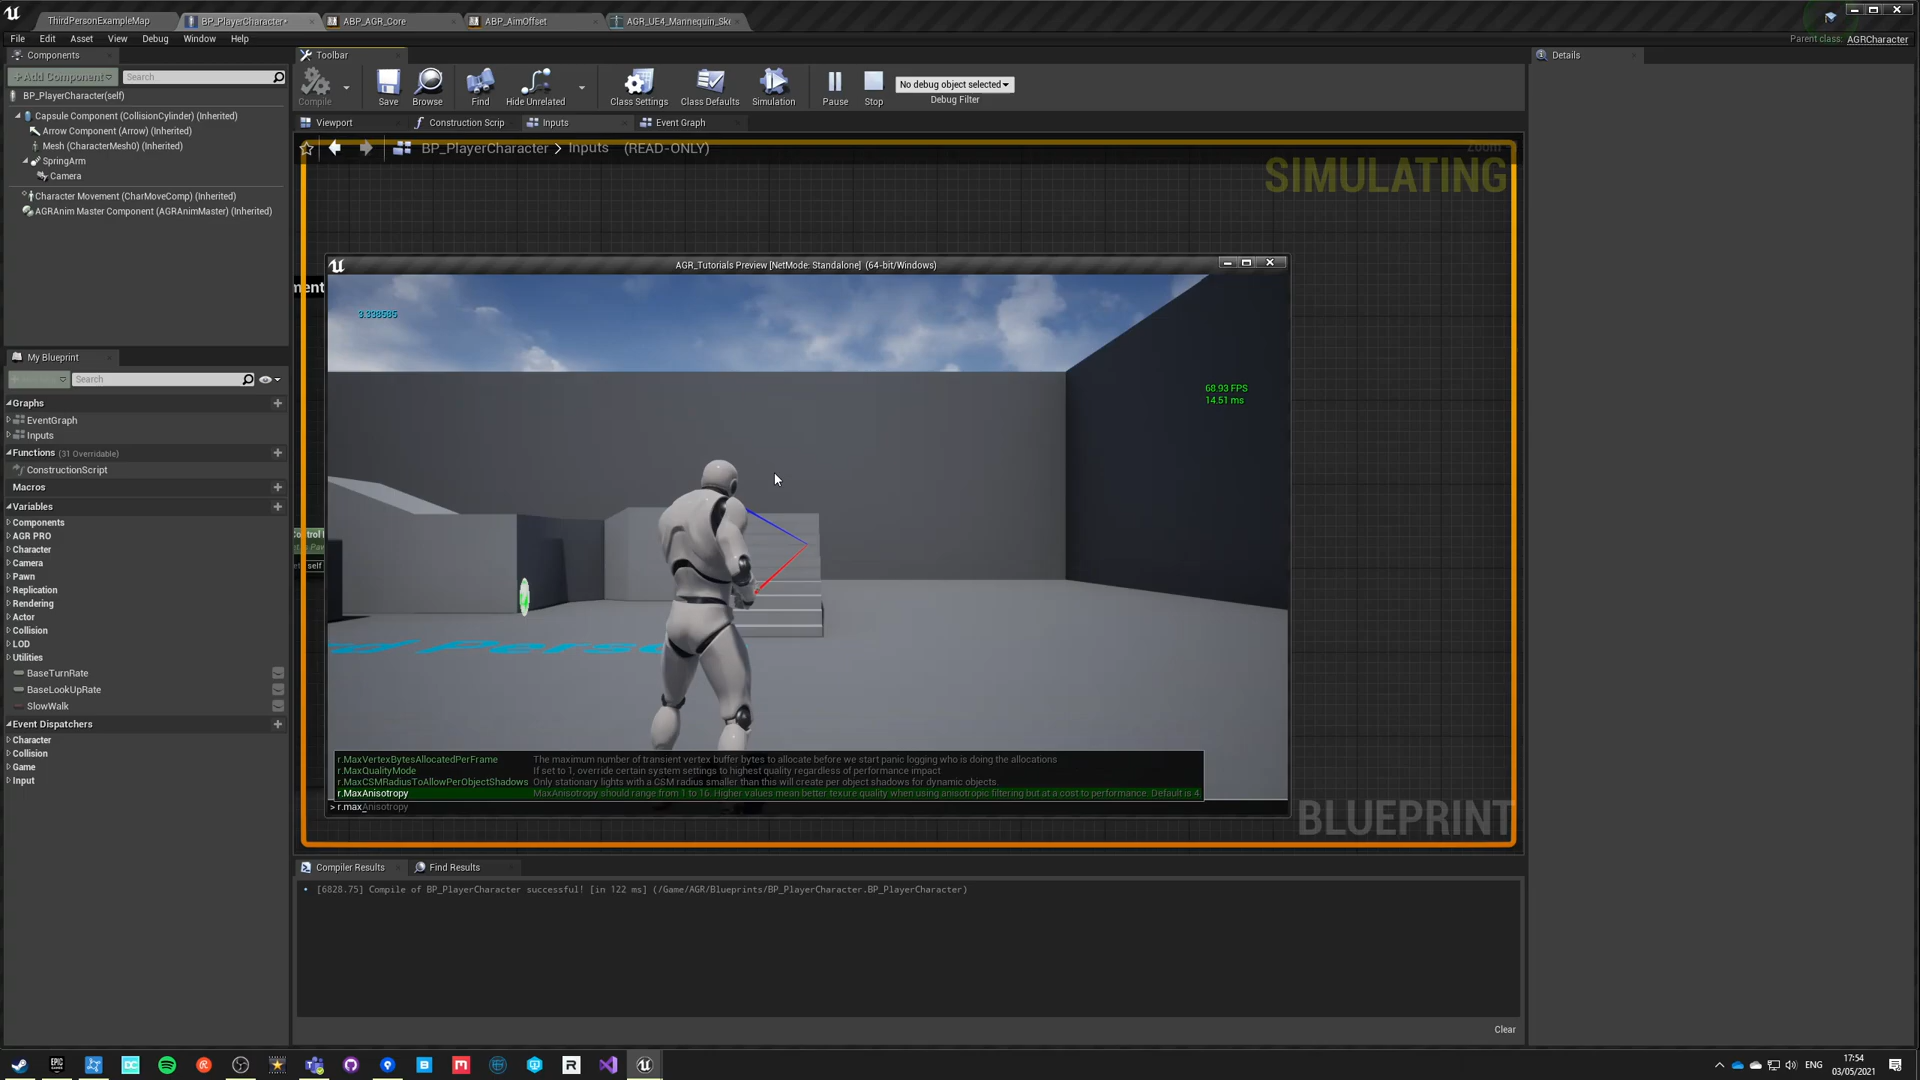 ThirdPersonExampleMap
BP_PlayerCharacter*
ABP_AGR_Core
ABP_AimOffset
AGR_UE4_Mannequin_Ske
File Edit Asset View Debug Window Help
Parent class: AGRCharacter
Components
+Add Component
Search
BP_PlayerCharacter(self)
Capsule Component (CollisionCylinder) (Inherited)
Arrow Component (Arrow) (Inherited)
Mesh (CharacterMesh0) (Inherited)
SpringArm
Camera
Character Movement (CharMoveComp) (Inherited)
AGRAnim Master Component (AGRAnimMaster) (Inherited)
My Blueprint
Search
Graphs
EventGraph
Inputs
Functions (31 Overridable)
ConstructionScript
Macros
Variables
Components
AGR PRO
Character
Camera
Pawn
Replication
Rendering
Actor
Collision
LOD
Utilities
BaseTurnRate
BaseLookUpRate
SlowWalk
Event Dispatchers
Character
Collision
Game
Input
Toolbar
Compile
Save
Browse
Find
Hide Unrelated
Class Settings
Class Defaults
Simulation
Pause
Stop
No debug object selected
Debug Filter
Viewport
Construction Scrip
Inputs
Event Graph
BP_PlayerCharacter > Inputs (READ-ONLY)
SIMULATING
ment
AGR_Tutorials Preview [NetMode: Standalone] (64-bit/Windows)
3.338585
68.93 FPS
14.51 ms
self
r.MaxVertexBytesAllocatedPerFrame The maximum number of transient vertex buffer bytes to allocate before we start panic logging who is doing the allocations
r.MaxQualityMode If set to 1, override certain system settings to highest quality regardless of performance impact
r.MaxCSMRadiusToAllowPerObjectShadows Only stationary lights with a CSM radius smaller than this will create per object shadows for dynamic objects
r.MaxAnisotropy MaxAnisotropy should range from 1 to 16. Higher values mean better texure quality when using anisotropic filtering but at a cost to performance. Default is 4.
> r.max_Anisotropy
BLUEPRINT
Compiler Results
Find Results
[6828.75] Compile of BP_PlayerCharacter successful! [in 122 ms] (/Game/AGR/Blueprints/BP_PlayerCharacter.BP_PlayerCharacter)
Clear
Details
EPIC
DC
B
M
R
ENG
17:54
03/05/2021